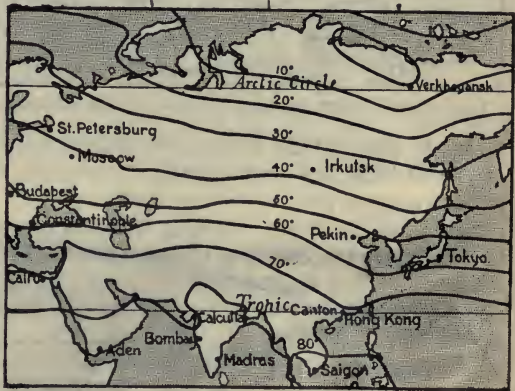 0°
10°
Arctic Circle
Verkhoyansk
20°
St. Petersburg
30°
Moscow
40°
Irkutsk
Budapest
50°
Constantinople
60°
Pekin
Tokyo
70°
Cairo
Tropic
Calcutta
Canton
Hong Kong
Bombay
80°
Aden
Madras
Saigon